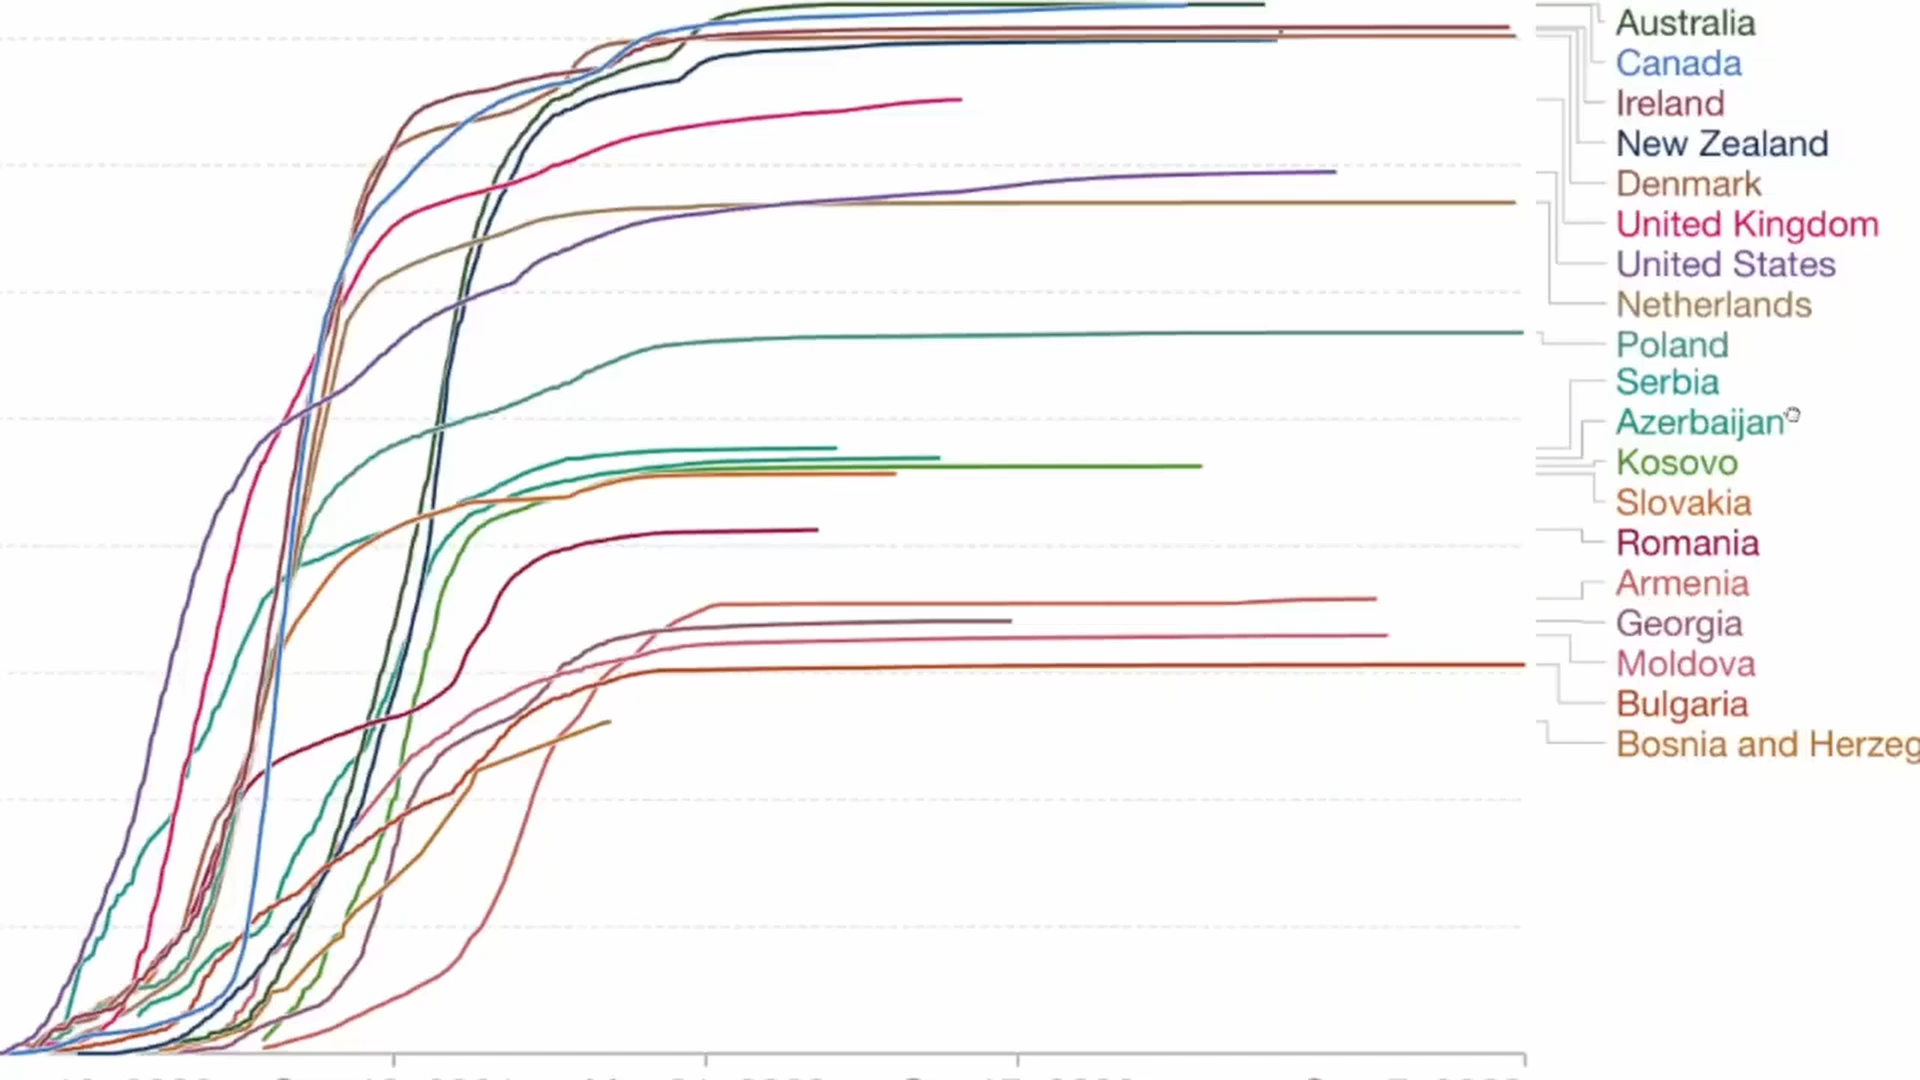 Australia
Canada
Ireland
New Zealand
Denmark
United Kingdom
United States
Netherlands
Poland
Serbia
Azerbaijan
Kosovo
Slovakia
Romania
Armenia
Georgia
Moldova
Bulgaria
Bosnia and Herzeg